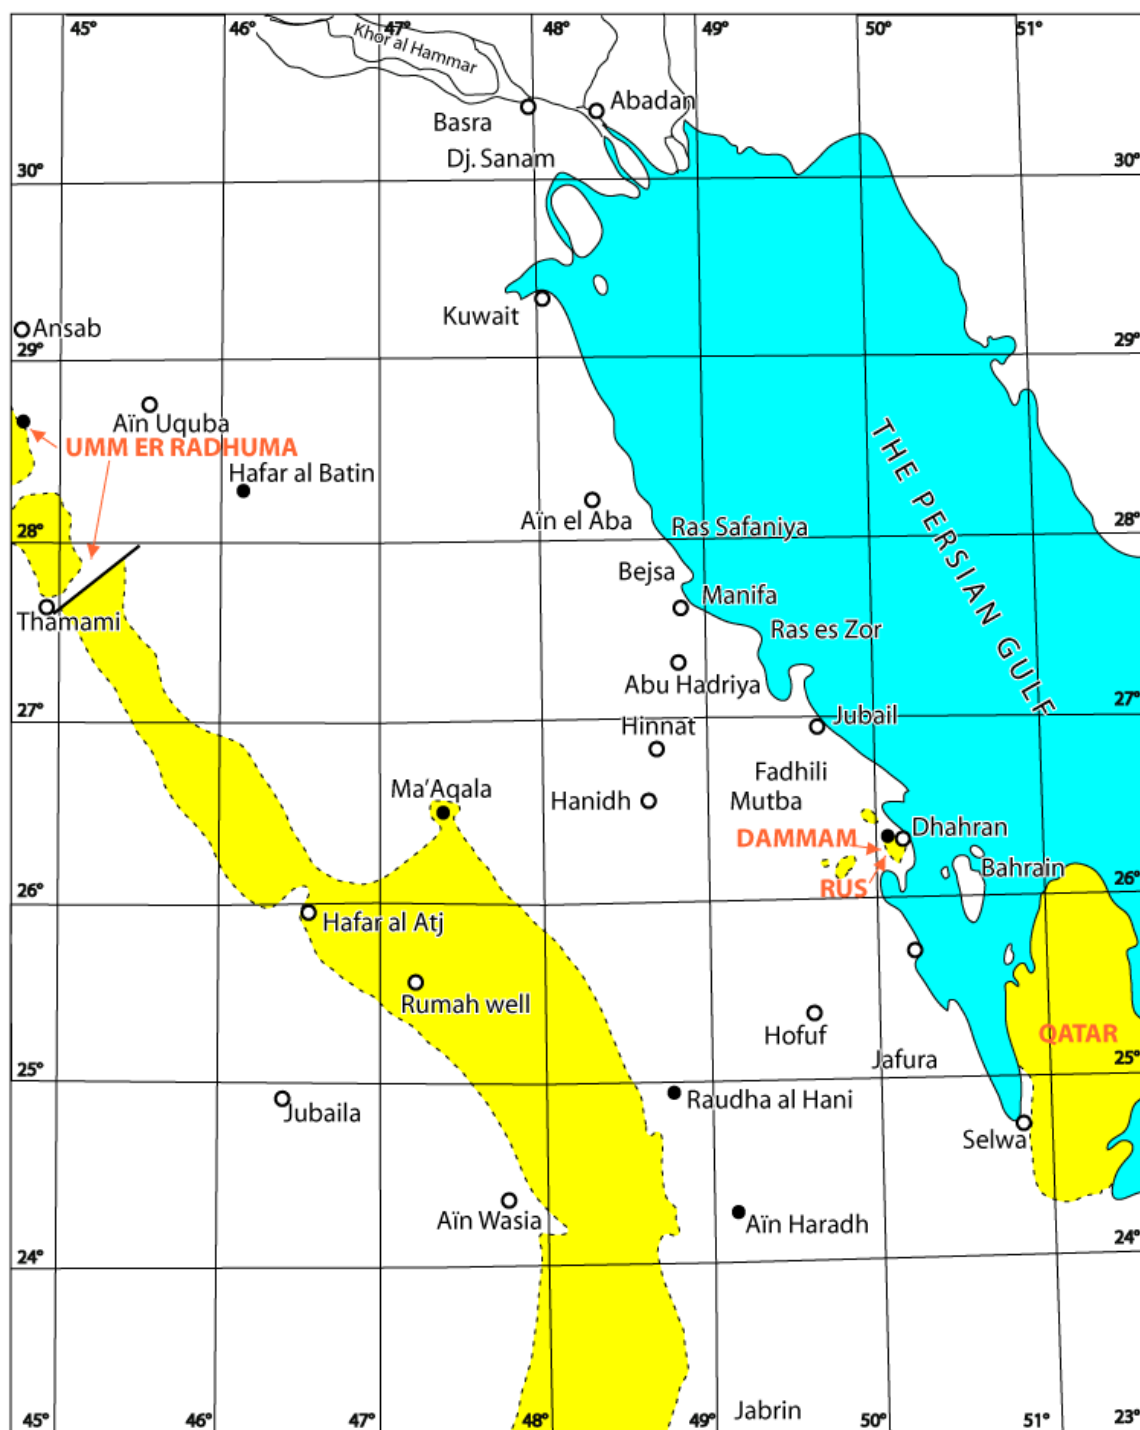 45°
46°
47°
48°
49°
50°
51°
Khor al Hammar
Abadan
Basra
Dj. Sanam
30°
30°
Kuwait
Ansab
29°
29°
Aïn Uquba
UMM ER RADHUMA
Hafar al Batin
THE PERSIAN GULF
28°
Aïn el Aba
Ras Safaniya
28°
Bejsa
Manifa
Thamami
Ras es Zor
Abu Hadriya
27°
27°
Hinnat
Jubail
Ma'Aqala
Hanidh
Fadhili
Mutba
DAMMAM
Dhahran
RUS
Bahrain
26°
26°
Hafar al Atj
Rumah well
Hofuf
QATAR
Jafura
25°
25°
Jubaila
Raudha al Hani
Selwa
Aïn Wasia
Aïn Haradh
24°
24°
Jabrin
45°
46°
47°
48°
49°
50°
51°
23°